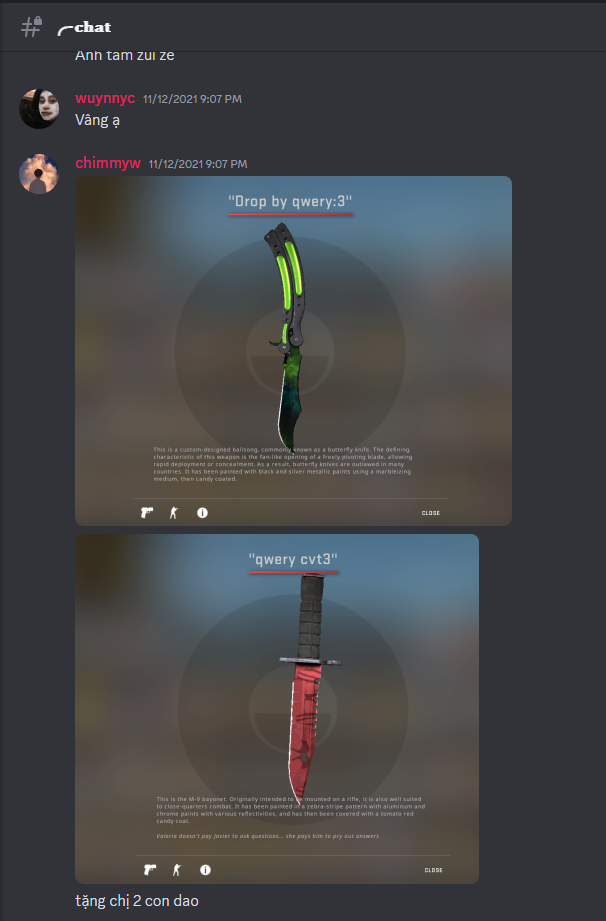 chat
Anh tâm zui zẻ
wuynnyc 11/12/2021 9:07 PM
Vâng ạ
chimmyw 11/12/2021 9:07 PM
"Drop by qwery:3"
This is a custom-designed balisong, commonly known as a butterfly knife. The defining
characteristic of this weapon is the fan-like opening of a freely pivoting blade, allowing
rapid deployment or concealment. As a result, butterfly knives are outlawed in many
countries. It has been painted with black and silver metallic paints using a marbleizing
medium, then candy coated.
CLOSE
"qwery cvt3"
This is the M-9 bayonet. Originally intended to be mounted on a rifle, it is also well suited
to close-quarters combat. It has been painted in a zebra-stripe pattern with aluminum and
chrome paints with various reflectivities, and has then been covered with a tomato red
candy coat.
Valeria doesn't pay Javier to ask questions... she pays him to pry out answers
CLOSE
tặng chị 2 con dao